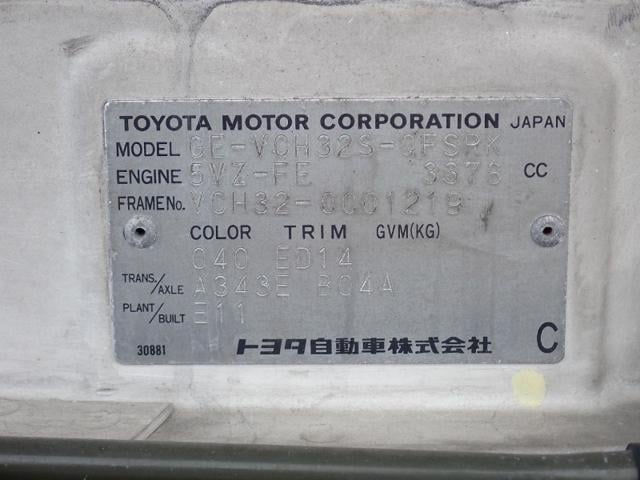 TOYOTA MOTOR CORPORATION JAPAN
MODEL GE-VCH32S-GFSRK
ENGINE 5VZ-FE 3378 CC
FRAME No. VCH32-0001219
COLOR TRIM GVM(KG)
040 ED14
TRANS./AXLE A343E B04A
PLANT/BUILT E11
30881 トヨタ自動車株式会社 C